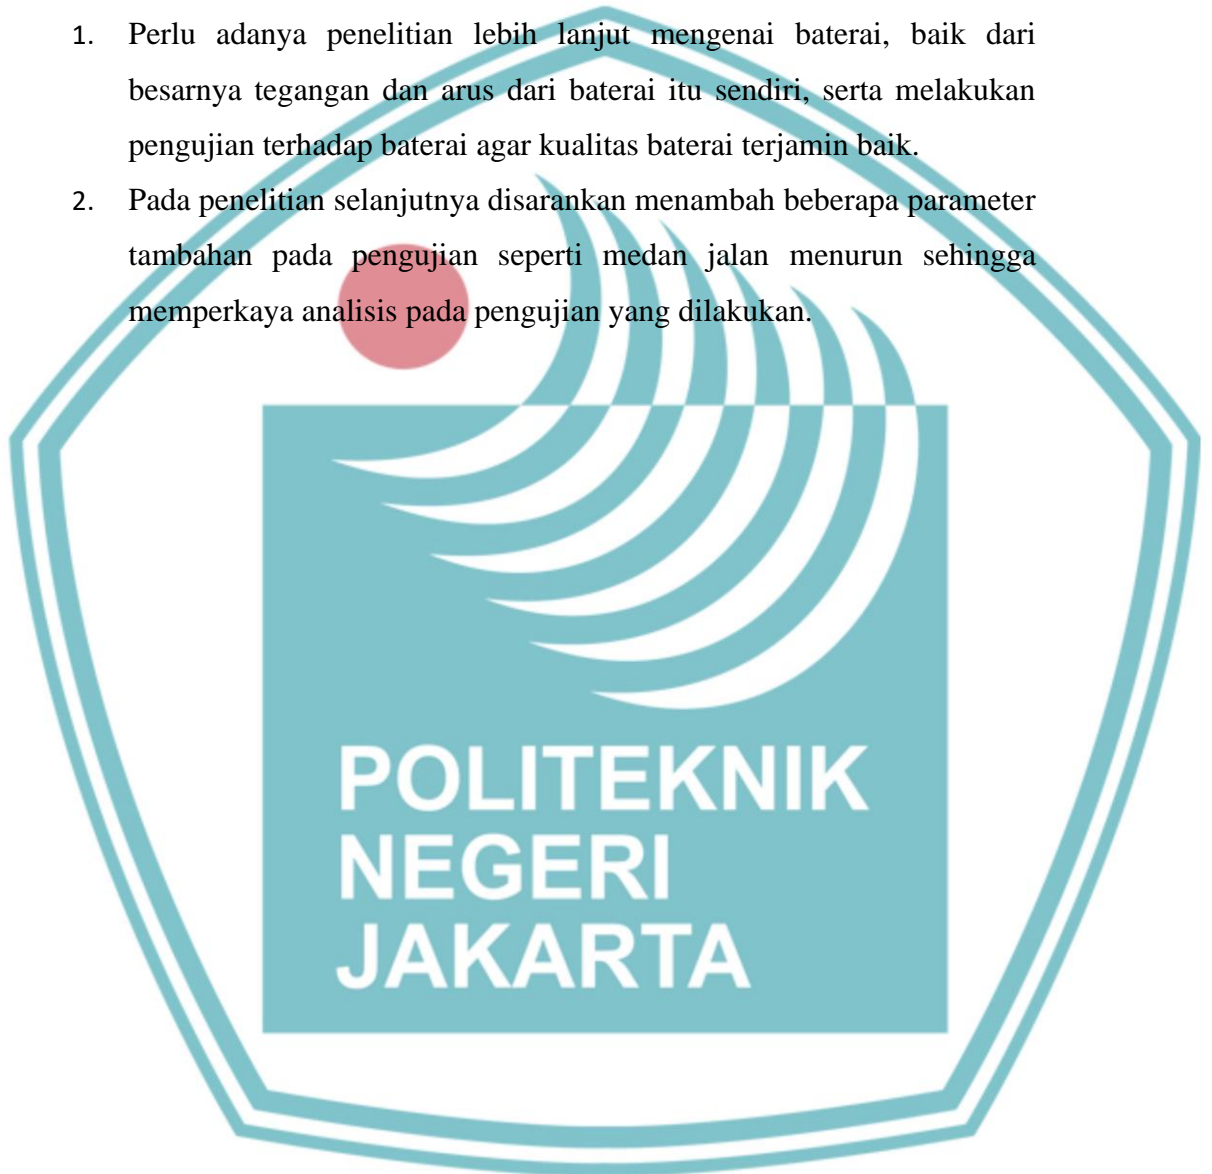 1. Perlu adanya penelitian lebih lanjut mengenai baterai, baik dari
besarnya tegangan dan arus dari baterai itu sendiri, serta melakukan
pengujian terhadap baterai agar kualitas baterai terjamin baik.
2. Pada penelitian selanjutnya disarankan menambah beberapa parameter
tambahan pada pengujian seperti medan jalan menurun sehingga
memperkaya analisis pada pengujian yang dilakukan.
POLITEKNIK
NEGERI
JAKARTA